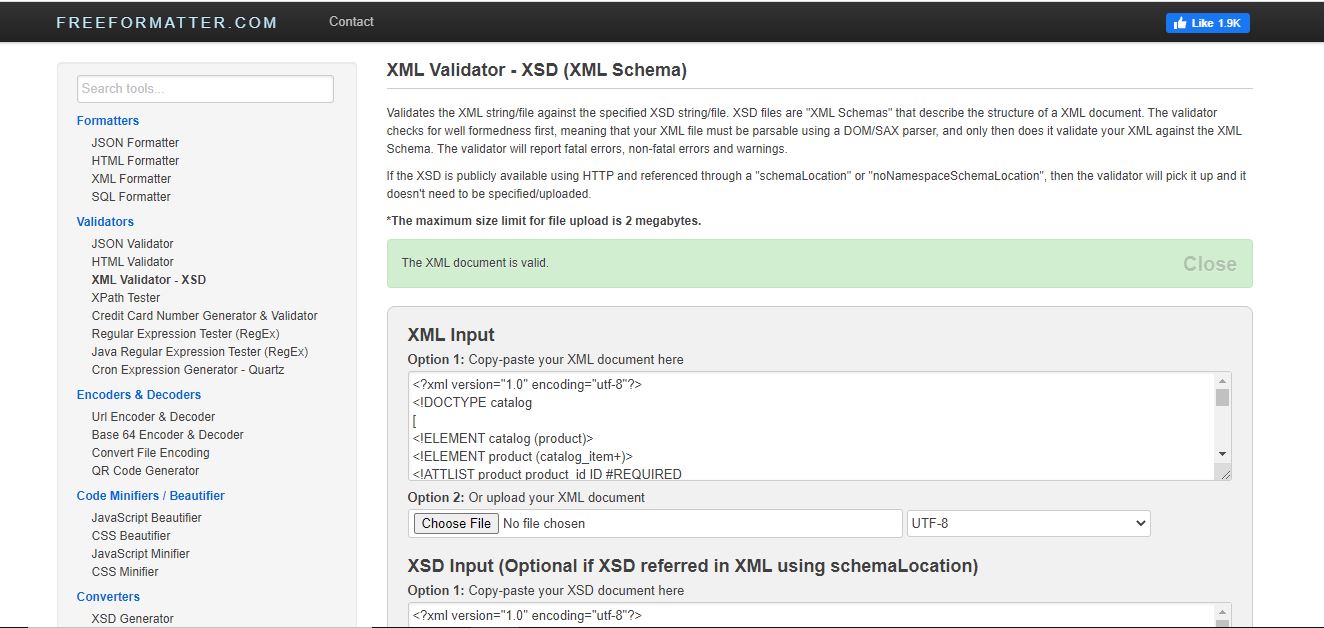 FREEFORMATTER.COM
Contact
Like 1.9K
Search tools...
Formatters
JSON Formatter
HTML Formatter
XML Formatter
SQL Formatter
Validators
JSON Validator
HTML Validator
XML Validator - XSD
XPath Tester
Credit Card Number Generator & Validator
Regular Expression Tester (RegEx)
Java Regular Expression Tester (RegEx)
Cron Expression Generator - Quartz
Encoders & Decoders
Url Encoder & Decoder
Base 64 Encoder & Decoder
Convert File Encoding
QR Code Generator
Code Minifiers / Beautifier
JavaScript Beautifier
CSS Beautifier
JavaScript Minifier
CSS Minifier
Converters
XSD Generator
XML Validator - XSD (XML Schema)
Validates the XML string/file against the specified XSD string/file. XSD files are "XML Schemas" that describe the structure of a XML document. The validator
checks for well formedness first, meaning that your XML file must be parsable using a DOM/SAX parser, and only then does it validate your XML against the XML
Schema. The validator will report fatal errors, non-fatal errors and warnings.
If the XSD is publicly available using HTTP and referenced through a "schemaLocation" or "noNamespaceSchemaLocation", then the validator will pick it up and it
doesn't need to be specified/uploaded.
*The maximum size limit for file upload is 2 megabytes.
The XML document is valid.
Close
XML Input
Option 1: Copy-paste your XML document here
<?xml version="1.0" encoding="utf-8"?>
<!DOCTYPE catalog
[
<!ELEMENT catalog (product)>
<!ELEMENT product (catalog_item+)>
<!ATTLIST product product_id ID #REQUIRED
Option 2: Or upload your XML document
Choose File No file chosen
UTF-8
XSD Input (Optional if XSD referred in XML using schemaLocation)
Option 1: Copy-paste your XSD document here
<?xml version="1.0" encoding="utf-8"?>